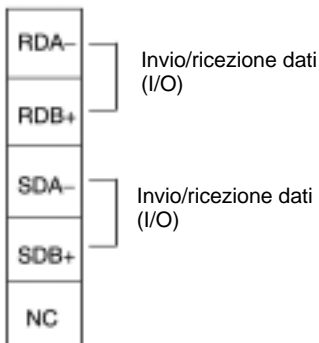 RDA–
Invio/ricezione dati
(I/O)
RDB+
SDA–
Invio/ricezione dati
(I/O)
SDB+
NC